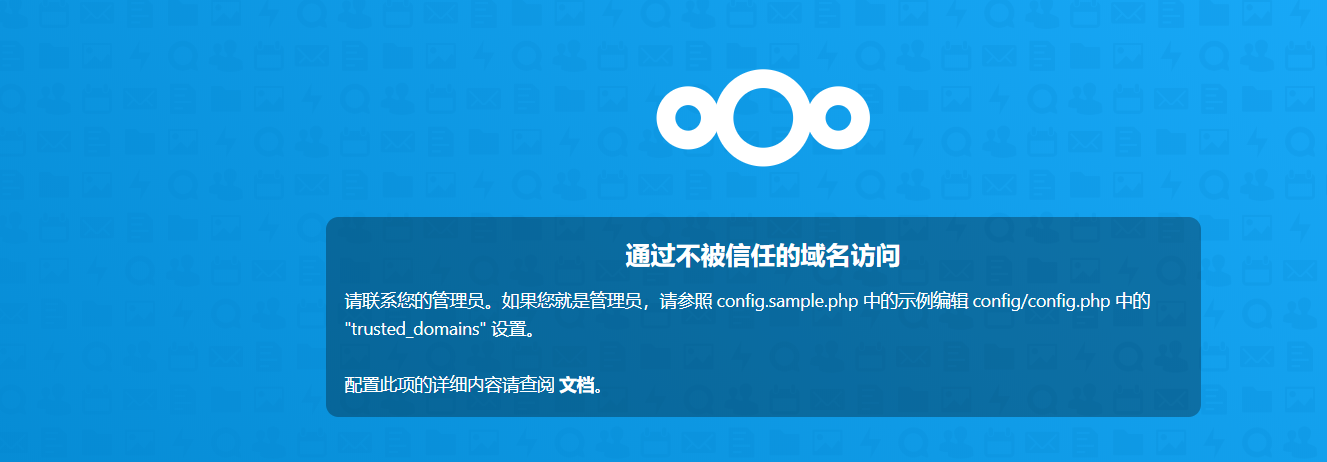 通过不被信任的域名访问
请联系您的管理员。如果您就是管理员，请参照 config.sample.php 中的示例编辑 config/config.php 中的
"trusted_domains" 设置。
配置此项的详细内容请查阅 文档。